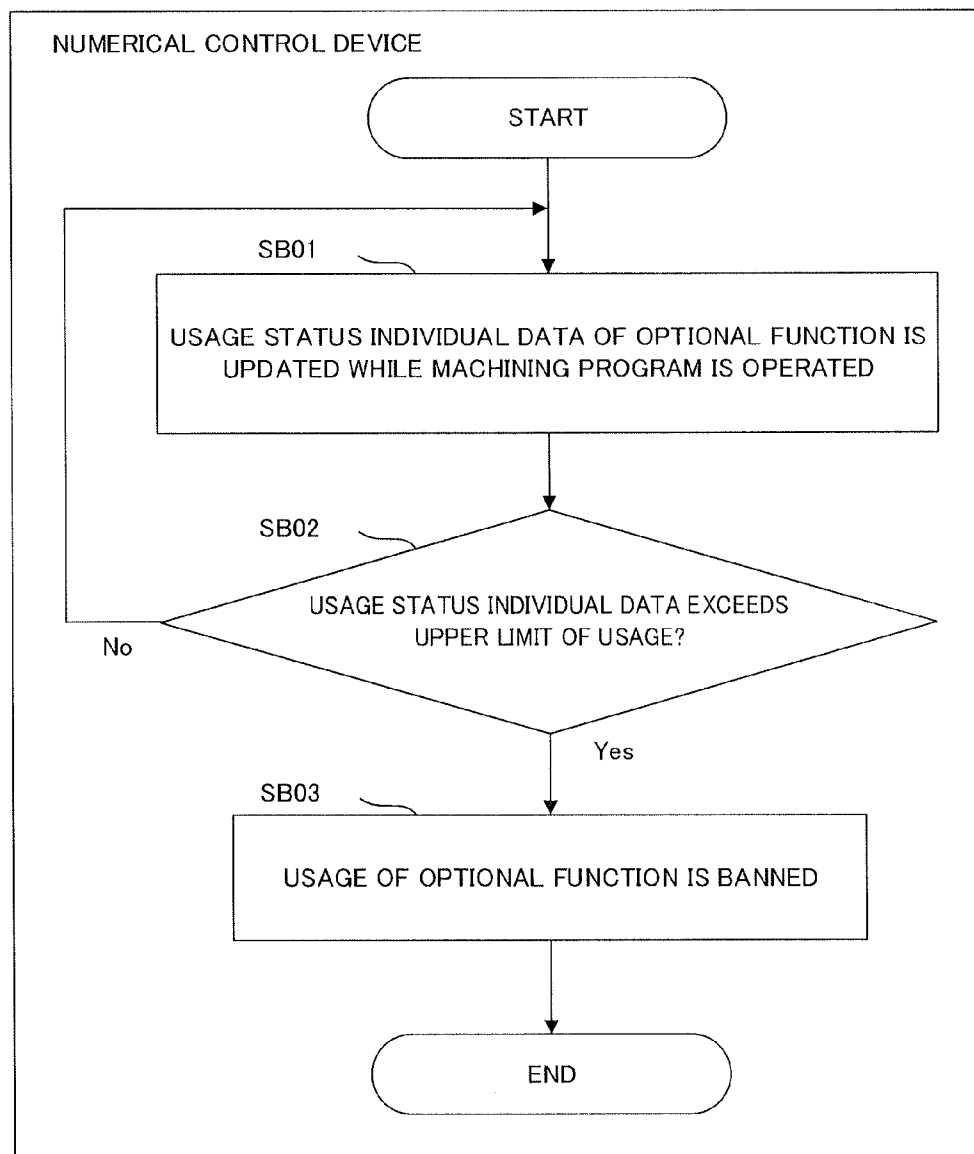 NUMERICAL CONTROL DEVICE
START
SB01
USAGE STATUS INDIVIDUAL DATA OF OPTIONAL FUNCTION IS
UPDATED WHILE MACHINING PROGRAM IS OPERATED
SB02
USAGE STATUS INDIVIDUAL DATA EXCEEDS
UPPER LIMIT OF USAGE?
No
Yes
SB03
USAGE OF OPTIONAL FUNCTION IS BANNED
END